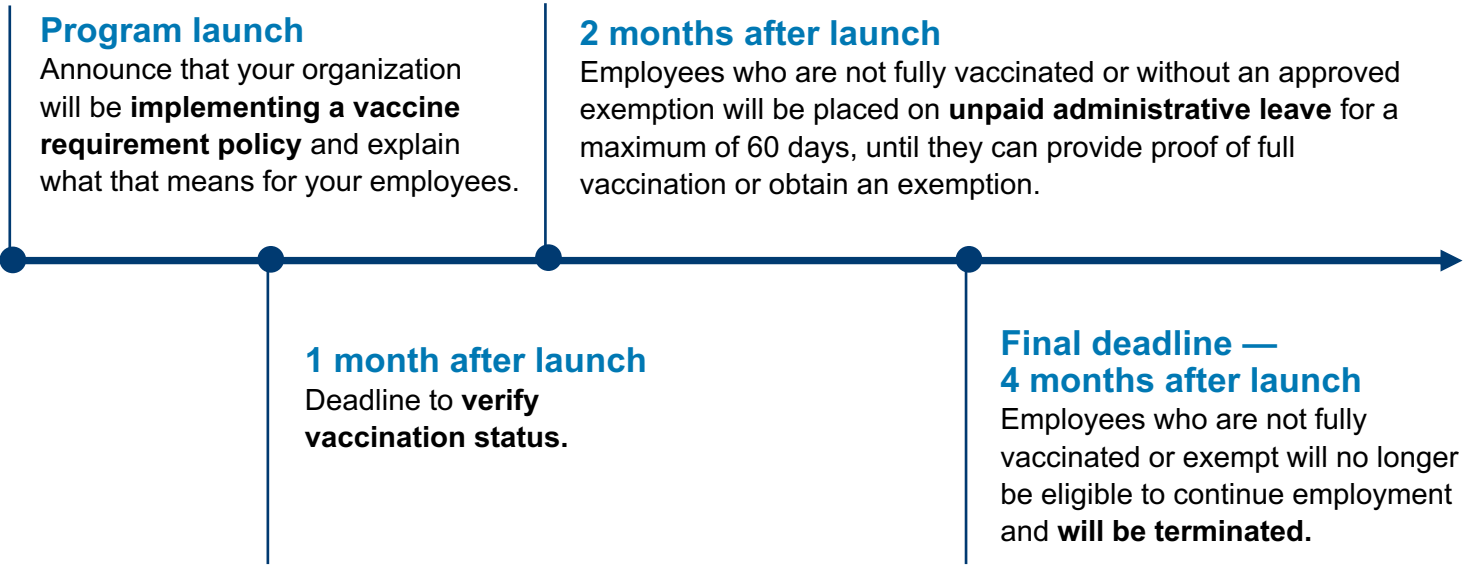 Program launch
Announce that your organization
will be implementing a vaccine
requirement policy and explain
what that means for your employees.
2 months after launch
Employees who are not fully vaccinated or without an approved
exemption will be placed on unpaid administrative leave for a
maximum of 60 days, until they can provide proof of full
vaccination or obtain an exemption.
1 month after launch
Deadline to verify
vaccination status.
Final deadline —
4 months after launch
Employees who are not fully
vaccinated or exempt will no longer
be eligible to continue employment
and will be terminated.